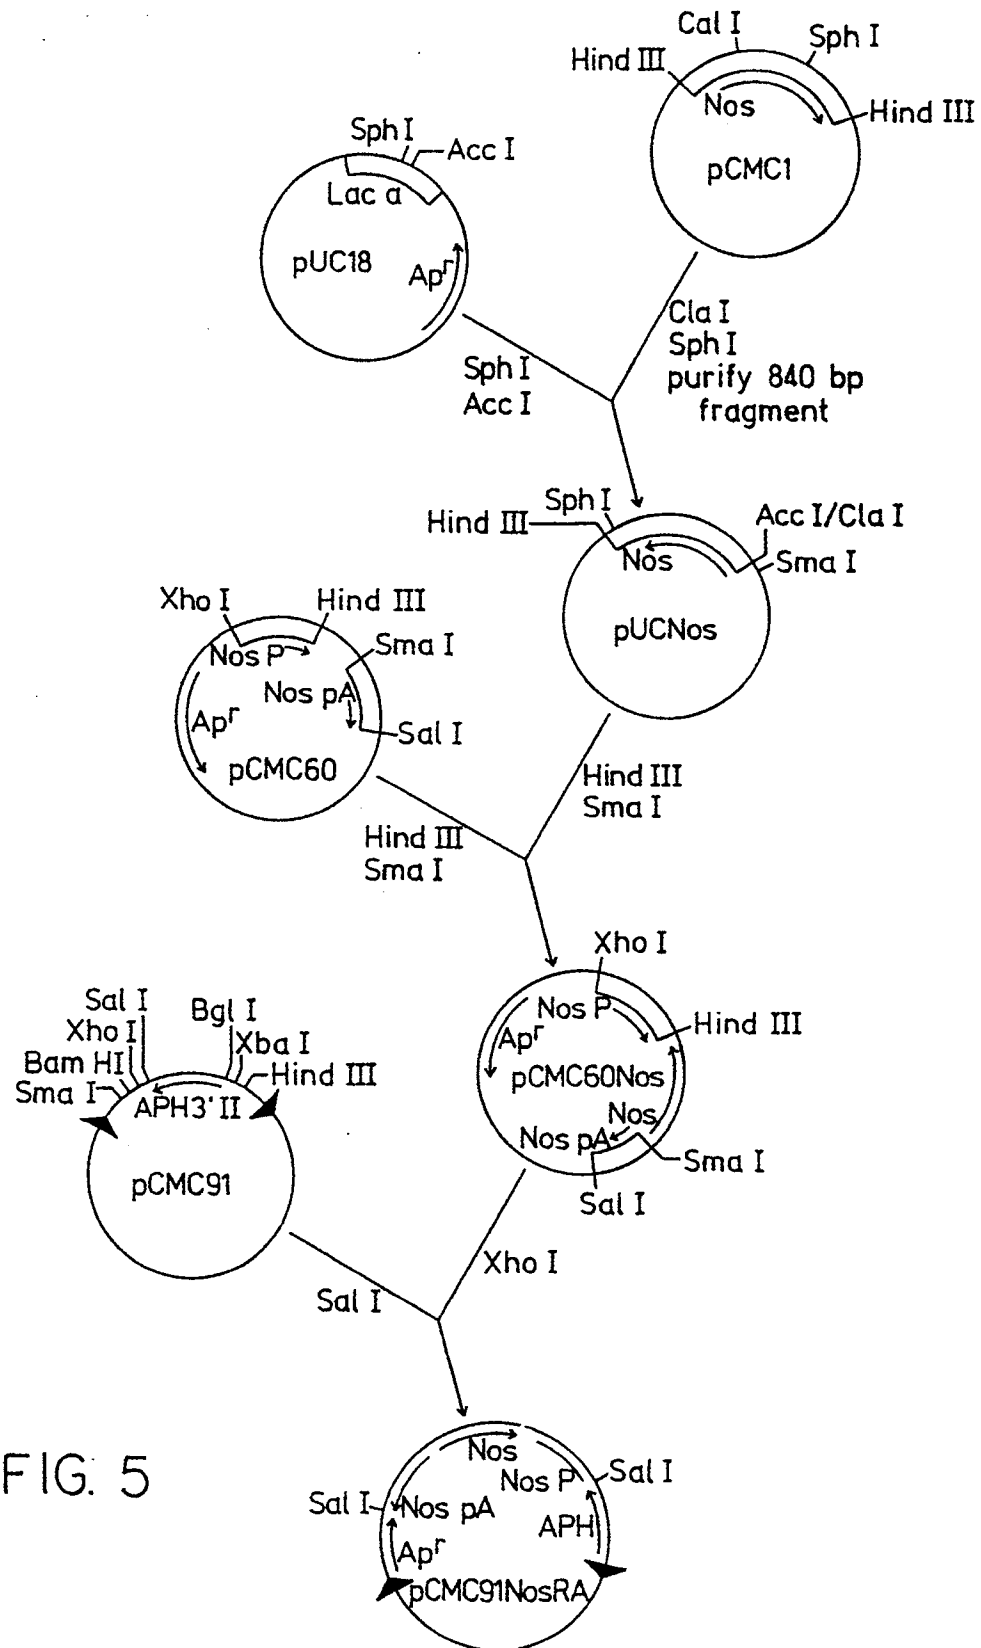 Cal I
Sph I
Hind III
Nos
Hind III
pCMC1
Sph I
Acc I
Lac a
pUC18
Apr
Cla I
Sph I
purify 840 bp
fragment
Sph I
Acc I
Sph I
Hind III
Acc I/Cla I
Nos
Sma I
pUCNos
Xho I
Hind III
Nos P
Sma I
Nos pA
Apr
Sal I
pCMC60
Hind III
Sma I
Hind III
Sma I
Xho I
Nos P
Apr
Hind III
pCMC60Nos
Nos
Nos pA
Sma I
Sal I
Sal I
Bgl I
Xho I
Xba I
Bam HI
Hind III
Sma I
APH3' II
pCMC91
Xho I
Sal I
FIG. 5
Nos
Nos P
Sal I
Sal I
Nos pA
APH
Apr
pCMC91NosRA